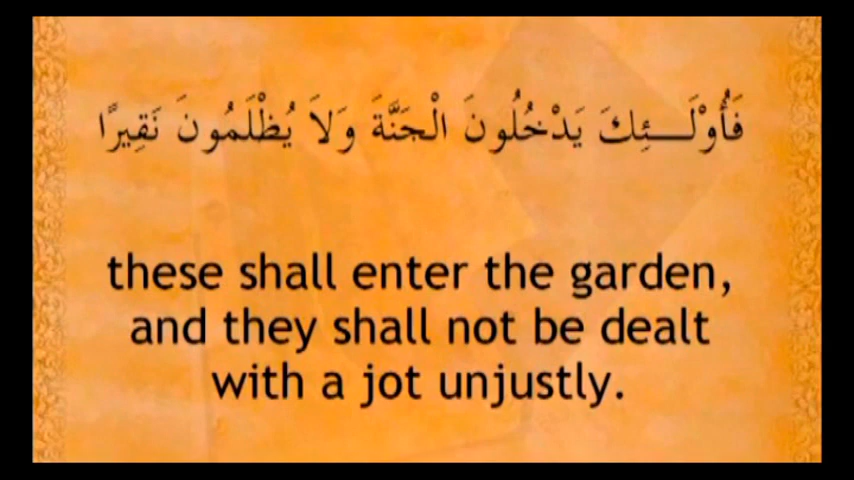 فَأُوْلَـــئِكَ يَدْخُلُونَ الْجَنَّةَ وَلاَ يُظْلَمُونَ نَقِيرًا
these shall enter the garden,
and they shall not be dealt
with a jot unjustly.